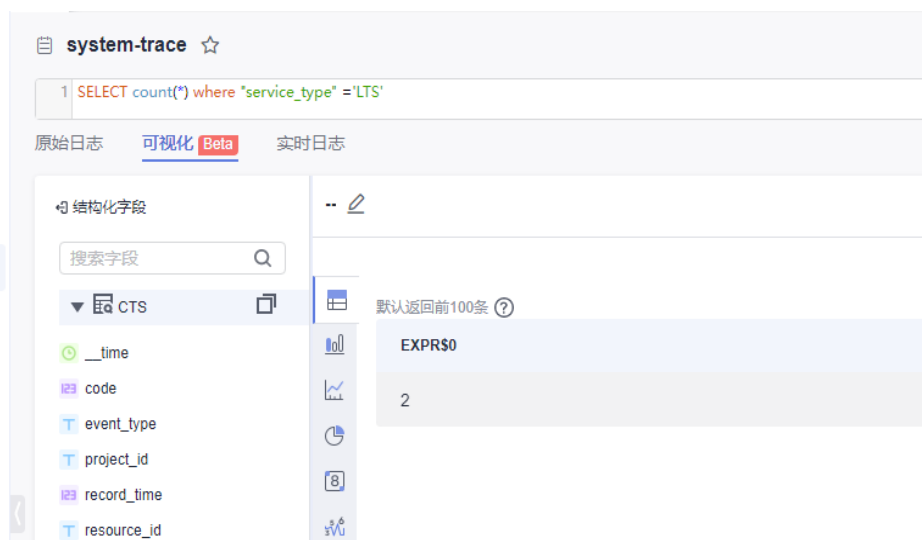 system-trace
1 SELECT count(*) where "service_type" ='LTS'
原始日志 可视化 Beta 实时日志
结构化字段
--
搜索字段
CTS
默认返回前100条
__time
EXPR$0
code
2
event_type
project_id
record_time
resource_id